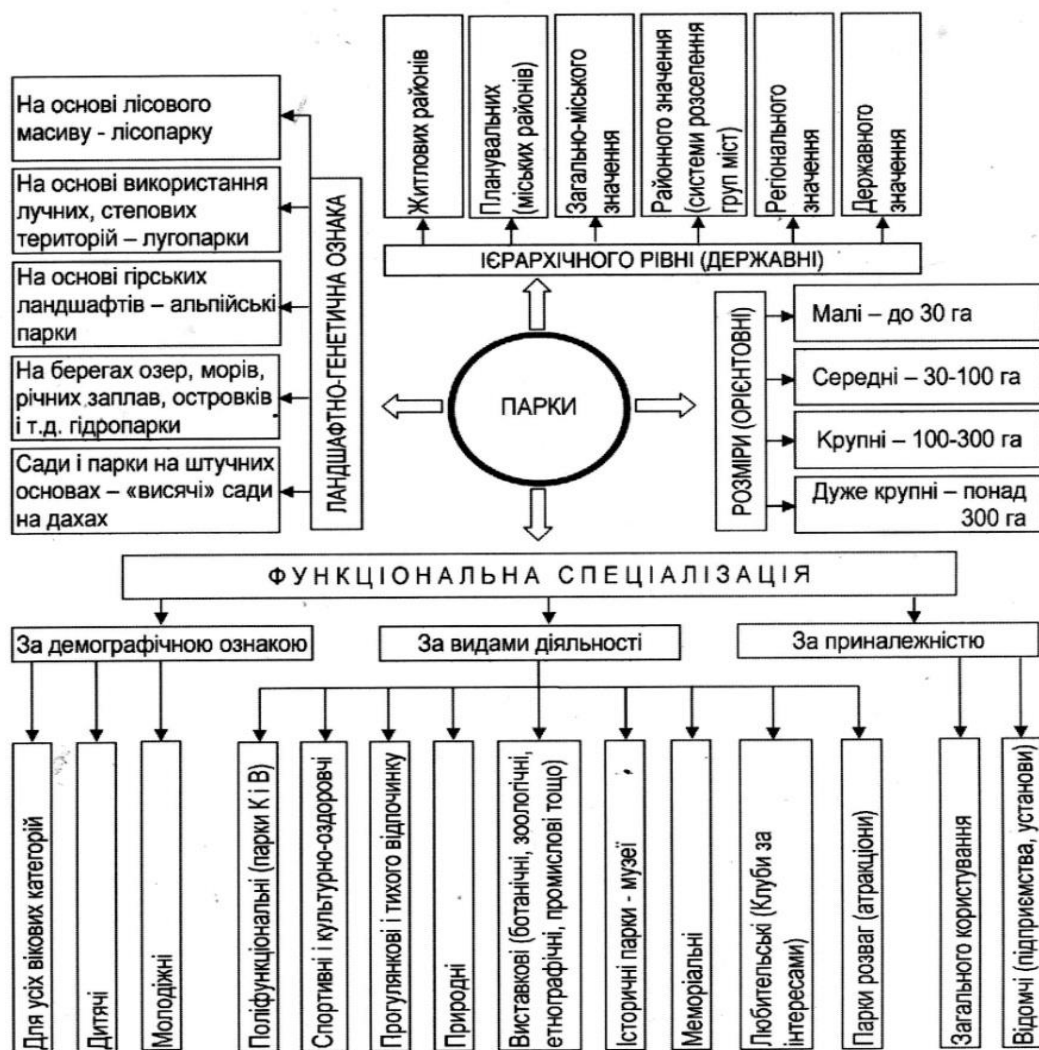 Житлових районів
Планувальних
(міських районів)
Загально-міського
значення
Районного значення
(системи розселення
груп міст)
Регіонального
значення
Державного
значення
ІЄРАРХІЧНОГО РІВНІ (ДЕРЖАВНІ)
На основі лісового
масиву - лісопарку
На основі використання
лучних, степових
територій – лугопарки
На основі гірських
ландшафтів – альпійські
парки
На берегах озер, морів,
річних заплав, островків
і т.д. гідропарки
Сади і парки на штучних
основах – «висячі» сади
на дахах
ЛАНДШАФТНО-ГЕНЕТИЧНА ОЗНАКА
ПАРКИ
РОЗМІРИ (ОРІЄНТОВНІ)
Малі – до 30 га
Середні – 30-100 га
Крупні – 100-300 га
Дуже крупні – понад
300 га
ФУНКЦІОНАЛЬНА СПЕЦІАЛІЗАЦІЯ
За демографічною ознакою
За видами діяльності
За приналежністю
Для усіх вікових категорій
Дитячі
Молодіжні
Поліфункціональні (парки К і В)
Спортивні і культурно-оздоровчі
Прогулянкові і тихого відпочинку
Природні
Виставкові (ботанічні, зоологічні,
етнографічні, промислові тощо)
Історичні парки - музеї
Меморіальні
Любительські (Клуби за
інтересами)
Парки розваг (атракціони)
Загального користування
Відомчі (підприємства, установи)